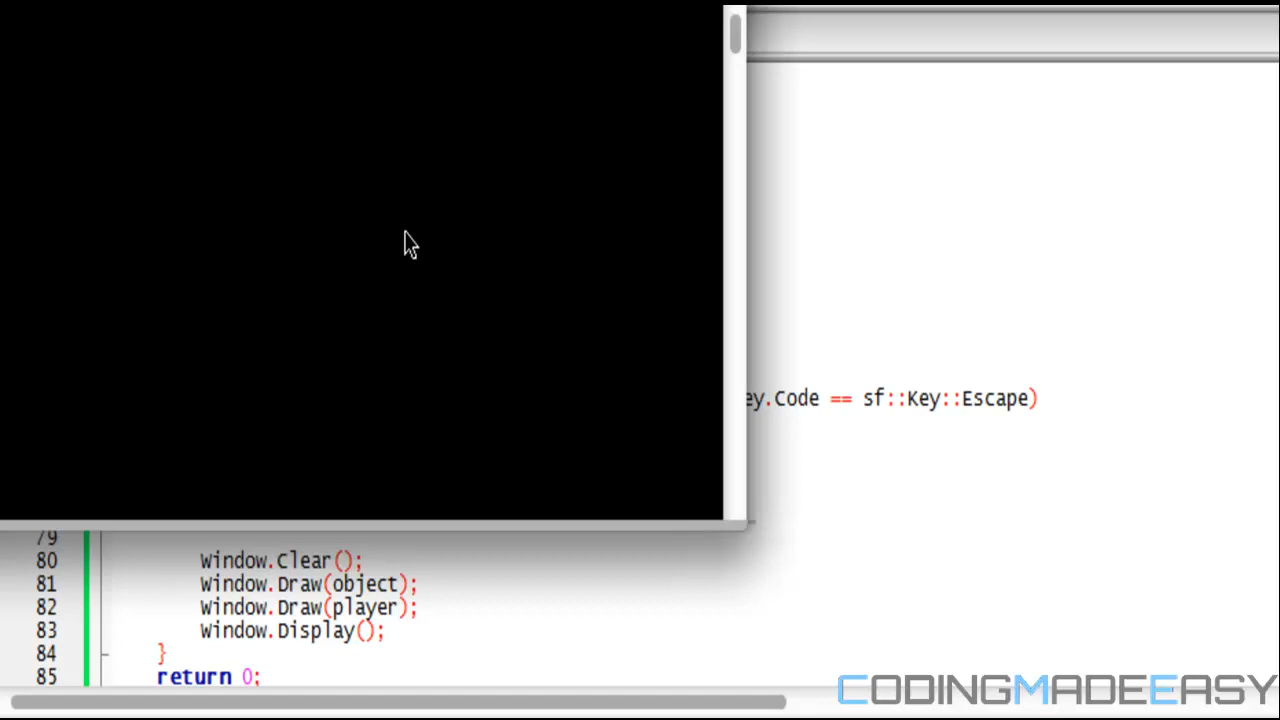 ey.Code == sf::Key::Escape)
79
80 Window.Clear();
81 Window.Draw(object);
82 Window.Draw(player);
83 Window.Display();
84 }
85 return 0;
CODINGMADEEASY